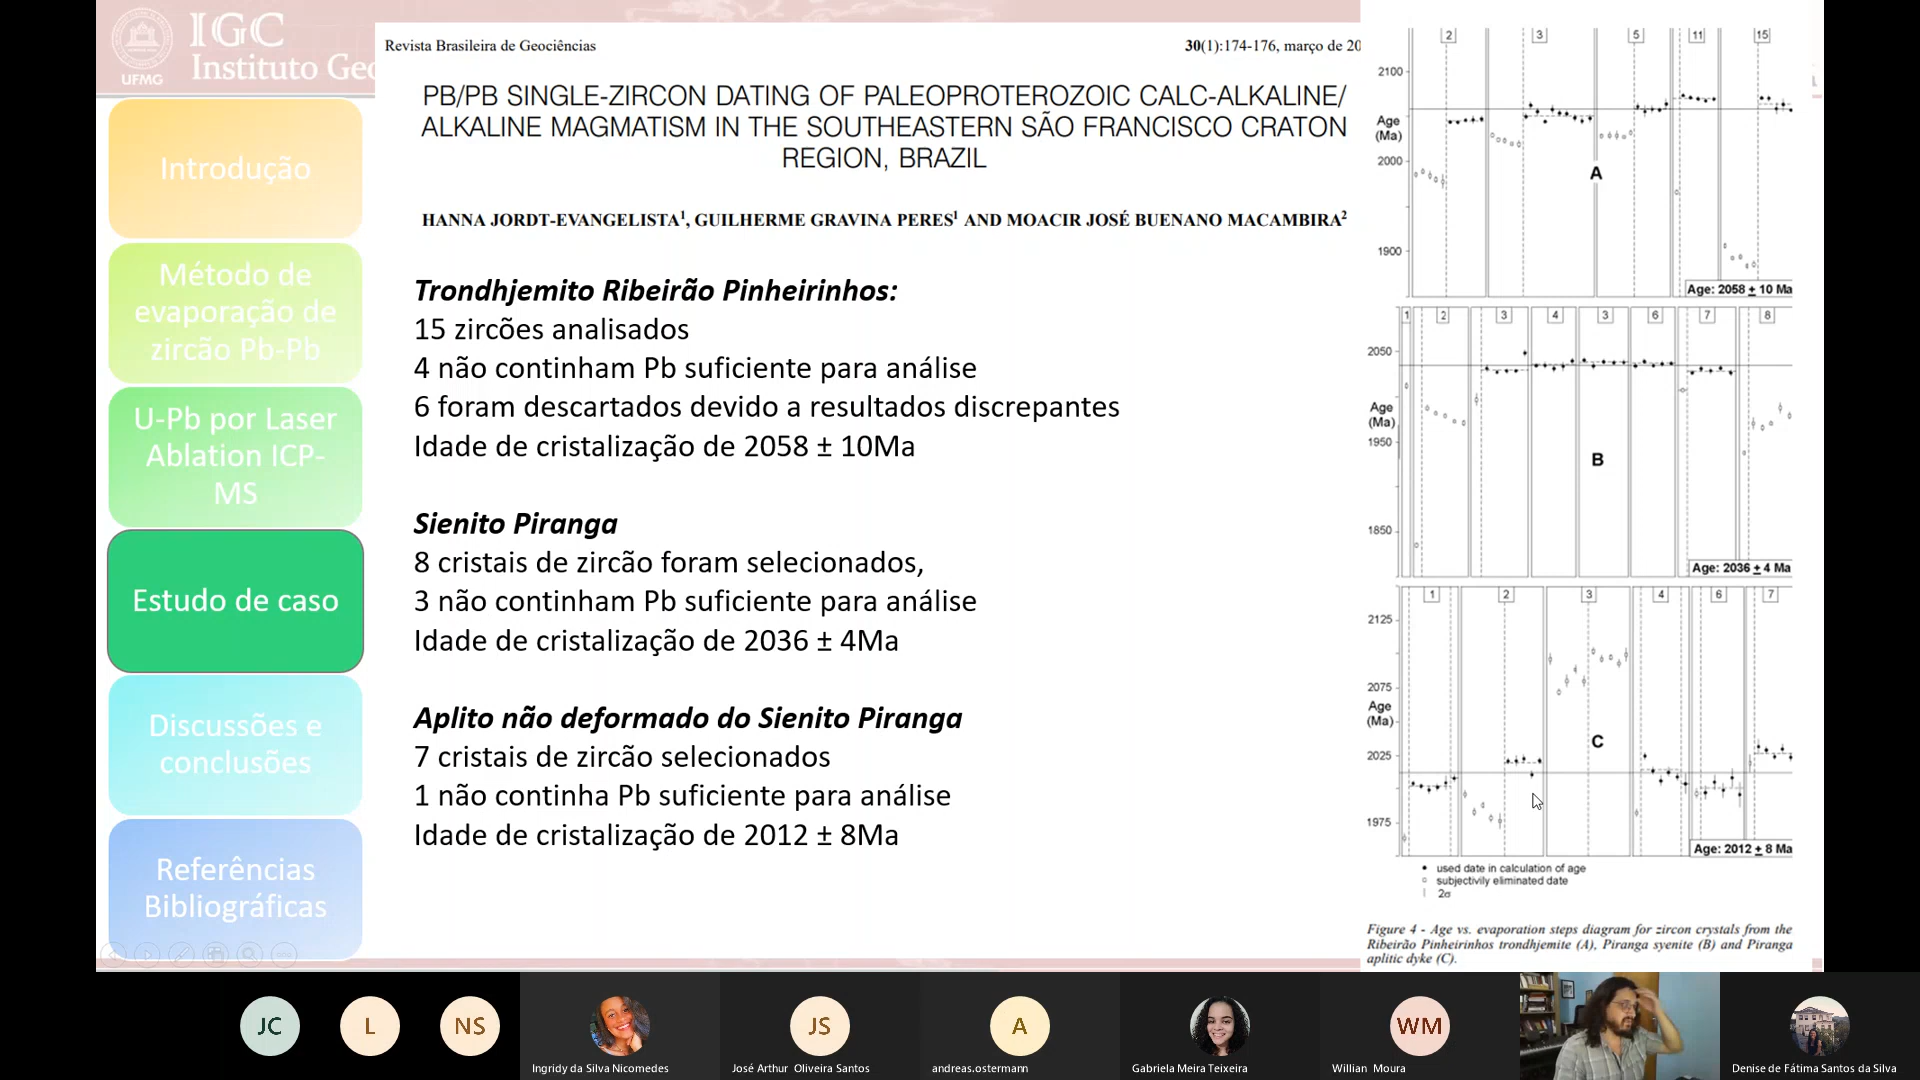 IGC
UFMG
Instituto Geo
Introdução
Método de
evaporação de
zircão Pb-Pb
U-Pb por Laser
Ablation ICP-
MS
Estudo de caso
Discussões e
conclusões
Referências
Bibliográficas
Revista Brasileira de Geociências
30(1):174-176, março de 20
PB/PB SINGLE-ZIRCON DATING OF PALEOPROTEROZOIC CALC-ALKALINE/
ALKALINE MAGMATISM IN THE SOUTHEASTERN SÃO FRANCISCO CRATON
REGION, BRAZIL
HANNA JORDT-EVANGELISTA1, GUILHERME GRAVINA PERES1 AND MOACIR JOSÉ BUENANO MACAMBIRA2
Trondhjemito Ribeirão Pinheirinhos:
15 zircões analisados
4 não continham Pb suficiente para análise
6 foram descartados devido a resultados discrepantes
Idade de cristalização de 2058 ± 10Ma
Sienito Piranga
8 cristais de zircão foram selecionados,
3 não continham Pb suficiente para análise
Idade de cristalização de 2036 ± 4Ma
Aplito não deformado do Sienito Piranga
7 cristais de zircão selecionados
1 não continha Pb suficiente para análise
Idade de cristalização de 2012 ± 8Ma
2 3 5 11 15
2100
Age
(Ma)
2000
A
1900
Age: 2058 ± 10 Ma
1 2 3 4 3 6 7 8
2050
Age
(Ma)
1950
B
1850
Age: 2036 ± 4 Ma
1 2 3 4 6 7
2125
2075
Age
(Ma)
C
2025
1975
Age: 2012 ± 8 Ma
used date in calculation of age
subjectivily eliminated date
2σ
Figure 4 - Age vs. evaporation steps diagram for zircon crystals from the
Ribeirão Pinheirinhos trondhjemite (A), Piranga syenite (B) and Piranga
aplitic dyke (C).
JC
L
NS
JS
A
WM
Ingridy da Silva Nicomedes
José Arthur Oliveira Santos
andreas.ostermann
Gabriela Meira Teixeira
Willian Moura
Denise de Fátima Santos da Silva